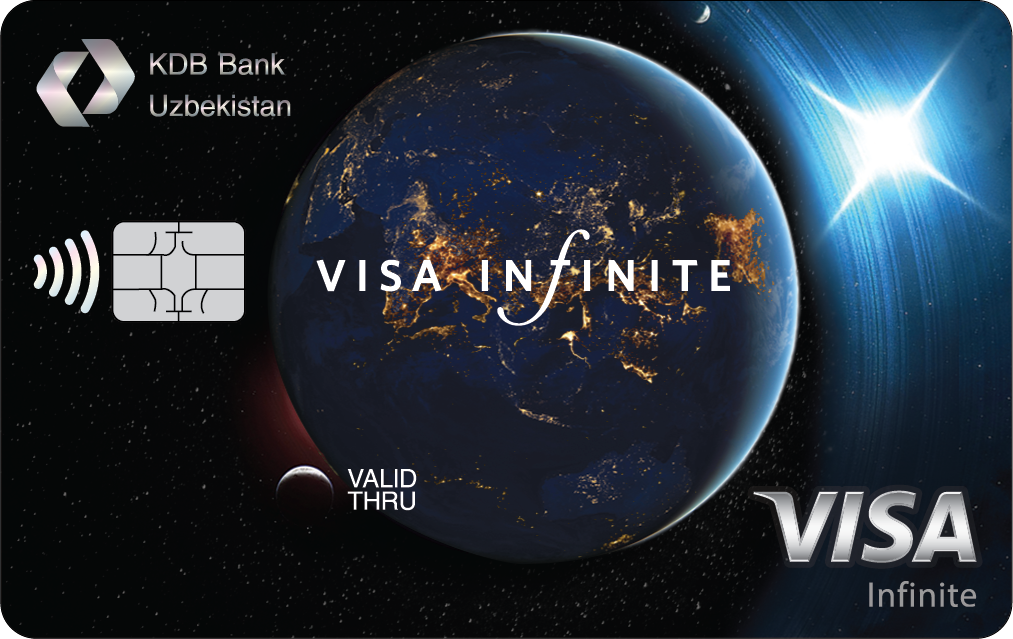 KDB Bank
Uzbekistan
VISA INFINITE
VALID
THRU
VISA
Infinite